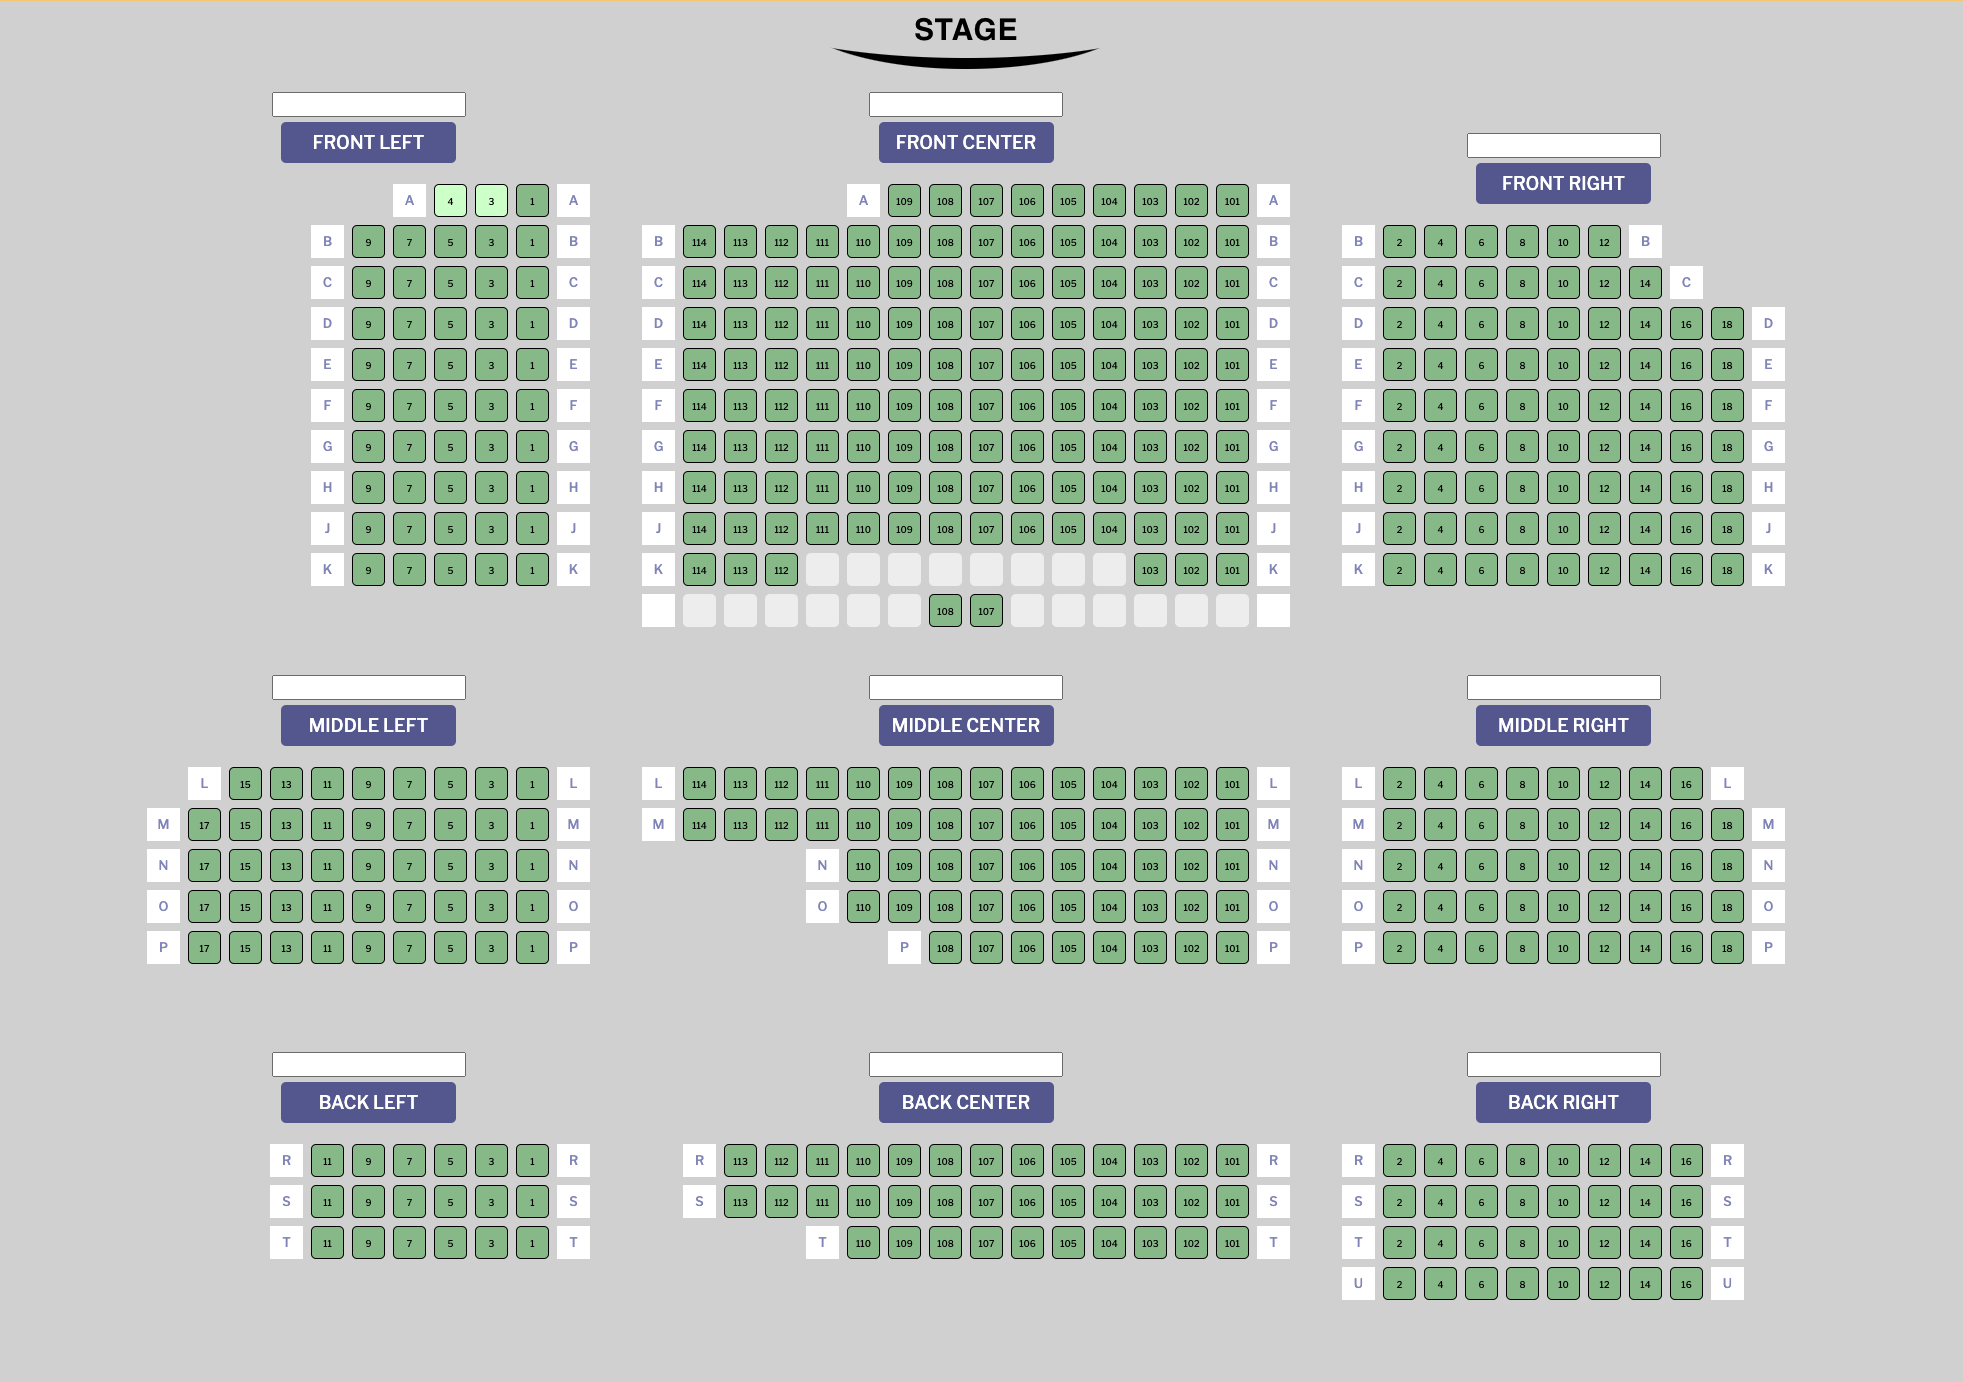 STAGE
FRONT LEFT
FRONT CENTER
FRONT RIGHT
A 4 3 1 A
A 109 108 107 106 105 104 103 102 101 A
B 9 7 5 3 1 B
B 114 113 112 111 110 109 108 107 106 105 104 103 102 101 B
B 2 4 6 8 10 12 B
C 9 7 5 3 1 C
C 114 113 112 111 110 109 108 107 106 105 104 103 102 101 C
C 2 4 6 8 10 12 14 C
D 9 7 5 3 1 D
D 114 113 112 111 110 109 108 107 106 105 104 103 102 101 D
D 2 4 6 8 10 12 14 16 18 D
E 9 7 5 3 1 E
E 114 113 112 111 110 109 108 107 106 105 104 103 102 101 E
E 2 4 6 8 10 12 14 16 18 E
F 9 7 5 3 1 F
F 114 113 112 111 110 109 108 107 106 105 104 103 102 101 F
F 2 4 6 8 10 12 14 16 18 F
G 9 7 5 3 1 G
G 114 113 112 111 110 109 108 107 106 105 104 103 102 101 G
G 2 4 6 8 10 12 14 16 18 G
H 9 7 5 3 1 H
H 114 113 112 111 110 109 108 107 106 105 104 103 102 101 H
H 2 4 6 8 10 12 14 16 18 H
J 9 7 5 3 1 J
J 114 113 112 111 110 109 108 107 106 105 104 103 102 101 J
J 2 4 6 8 10 12 14 16 18 J
K 9 7 5 3 1 K
K 114 113 112 103 102 101 K
K 2 4 6 8 10 12 14 16 18 K
108 107
MIDDLE LEFT
MIDDLE CENTER
MIDDLE RIGHT
L 15 13 11 9 7 5 3 1 L
L 114 113 112 111 110 109 108 107 106 105 104 103 102 101 L
L 2 4 6 8 10 12 14 16 L
M 17 15 13 11 9 7 5 3 1 M
M 114 113 112 111 110 109 108 107 106 105 104 103 102 101 M
M 2 4 6 8 10 12 14 16 18 M
N 17 15 13 11 9 7 5 3 1 N
N 110 109 108 107 106 105 104 103 102 101 N
N 2 4 6 8 10 12 14 16 18 N
O 17 15 13 11 9 7 5 3 1 O
O 110 109 108 107 106 105 104 103 102 101 O
O 2 4 6 8 10 12 14 16 18 O
P 17 15 13 11 9 7 5 3 1 P
P 108 107 106 105 104 103 102 101 P
P 2 4 6 8 10 12 14 16 18 P
BACK LEFT
BACK CENTER
BACK RIGHT
R 11 9 7 5 3 1 R
R 113 112 111 110 109 108 107 106 105 104 103 102 101 R
R 2 4 6 8 10 12 14 16 R
S 11 9 7 5 3 1 S
S 113 112 111 110 109 108 107 106 105 104 103 102 101 S
S 2 4 6 8 10 12 14 16 S
T 11 9 7 5 3 1 T
T 110 109 108 107 106 105 104 103 102 101 T
T 2 4 6 8 10 12 14 16 T
U 2 4 6 8 10 12 14 16 U